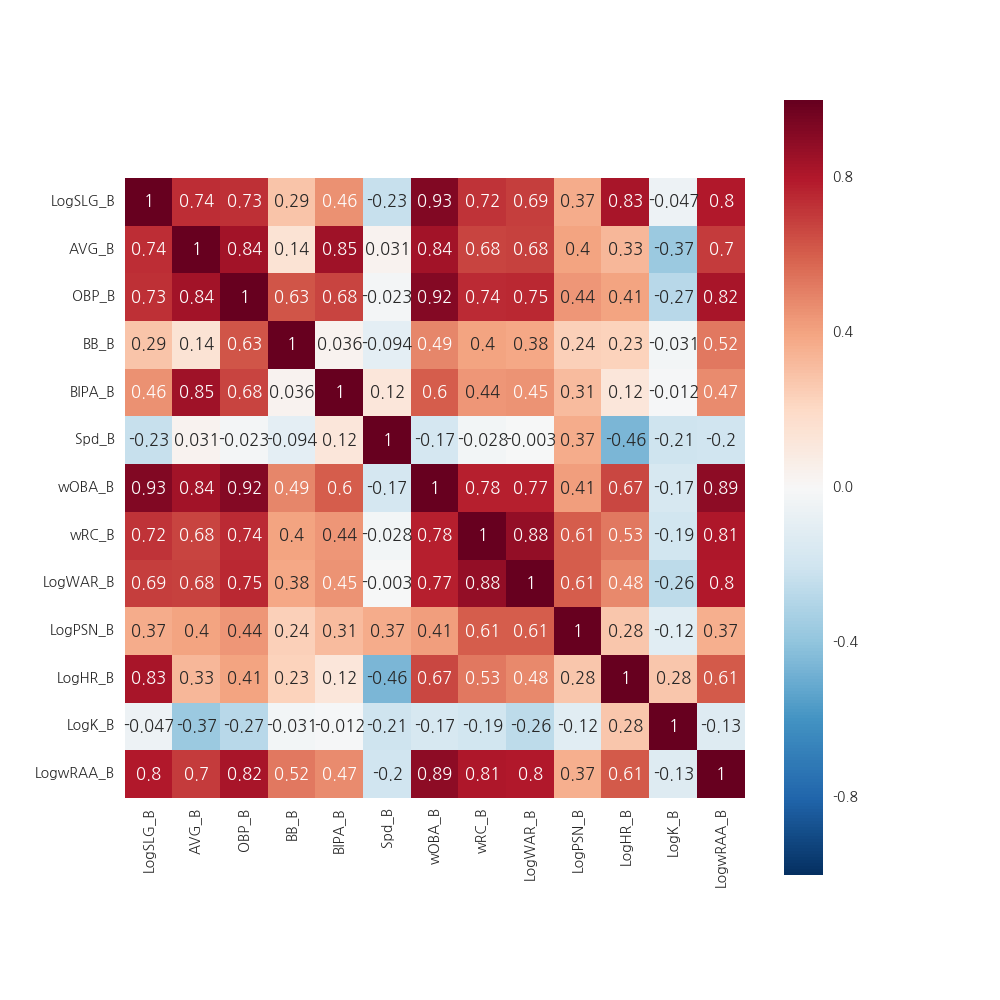 LogSLG_B 1 0.74 0.73 0.29 0.46 -0.23 0.93 0.72 0.69 0.37 0.83 -0.047 0.8
AVG_B 0.74 1 0.84 0.14 0.85 0.031 0.84 0.68 0.68 0.4 0.33 -0.37 0.7
OBP_B 0.73 0.84 1 0.63 0.68 -0.023 0.92 0.74 0.75 0.44 0.41 -0.27 0.82
BB_B 0.29 0.14 0.63 1 0.036 -0.094 0.49 0.4 0.38 0.24 0.23 -0.031 0.52
BIPA_B 0.46 0.85 0.68 0.036 1 0.12 0.6 0.44 0.45 0.31 0.12 -0.012 0.47
Spd_B -0.23 0.031 -0.023 -0.094 0.12 1 -0.17 -0.028 -0.003 0.37 -0.46 -0.21 -0.2
wOBA_B 0.93 0.84 0.92 0.49 0.6 -0.17 1 0.78 0.77 0.41 0.67 -0.17 0.89
wRC_B 0.72 0.68 0.74 0.4 0.44 -0.028 0.78 1 0.88 0.61 0.53 -0.19 0.81
LogWAR_B 0.69 0.68 0.75 0.38 0.45 -0.003 0.77 0.88 1 0.61 0.48 -0.26 0.8
LogPSN_B 0.37 0.4 0.44 0.24 0.31 0.37 0.41 0.61 0.61 1 0.28 -0.12 0.37
LogHR_B 0.83 0.33 0.41 0.23 0.12 -0.46 0.67 0.53 0.48 0.28 1 0.28 0.61
LogK_B -0.047 -0.37 -0.27 -0.031 -0.012 -0.21 -0.17 -0.19 -0.26 -0.12 0.28 1 -0.13
LogwRAA_B 0.8 0.7 0.82 0.52 0.47 -0.2 0.89 0.81 0.8 0.37 0.61 -0.13 1
LogSLG_B AVG_B OBP_B BB_B BIPA_B Spd_B wOBA_B wRC_B LogWAR_B LogPSN_B LogHR_B LogK_B LogwRAA_B
0.8
0.4
0.0
-0.4
-0.8